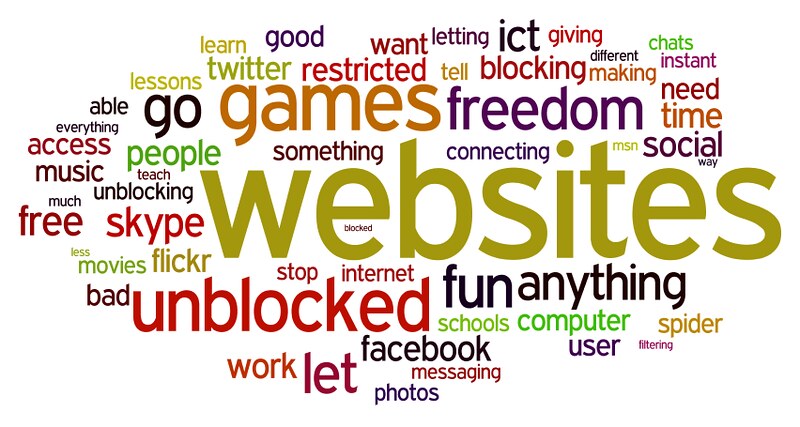 learn good want letting ict giving chats
twitter restricted tell blocking different making instant
lessons able go games freedom need time
everything access people something connecting msn social way
music teach unblocking websites
much free skype blocked
less movies flickr stop internet fun anything
bad unblocked schools computer spider
work let facebook user filtering
messaging
photos